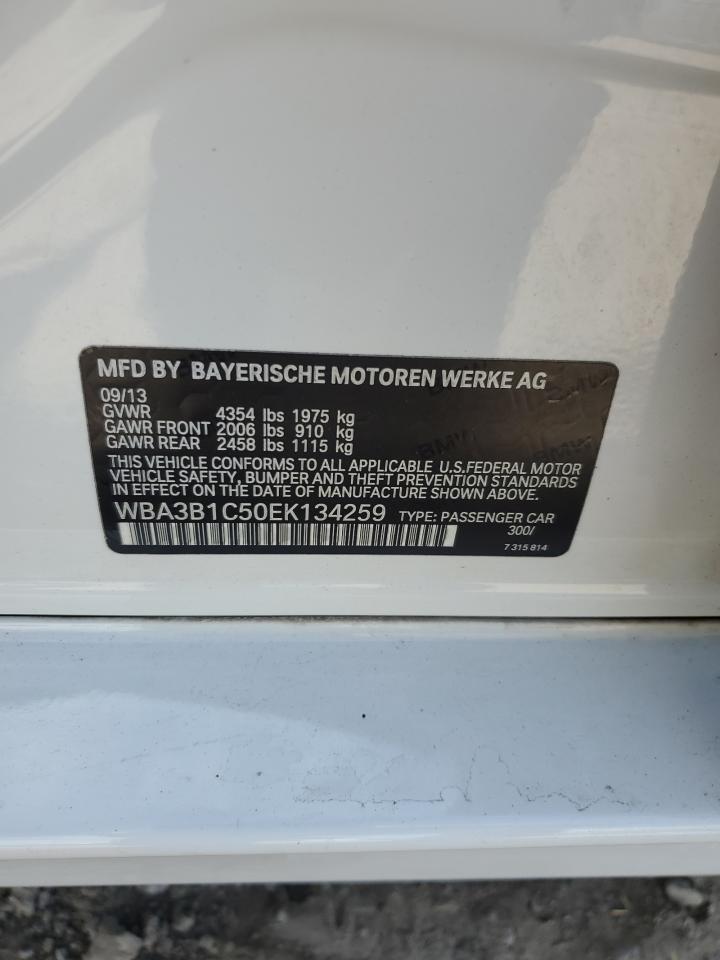 MFD BY BAYERISCHE MOTOREN WERKE AG
09/13
GVWR 4354 lbs 1975 kg
GAWR FRONT 2006 lbs 910 kg
GAWR REAR 2458 lbs 1115 kg
THIS VEHICLE CONFORMS TO ALL APPLICABLE U.S.FEDERAL MOTOR
VEHICLE SAFETY, BUMPER AND THEFT PREVENTION STANDARDS
IN EFFECT ON THE DATE OF MANUFACTURE SHOWN ABOVE.
WBA3B1C50EK134259 TYPE: PASSENGER CAR
300/
7 315 814
BMW
BMW